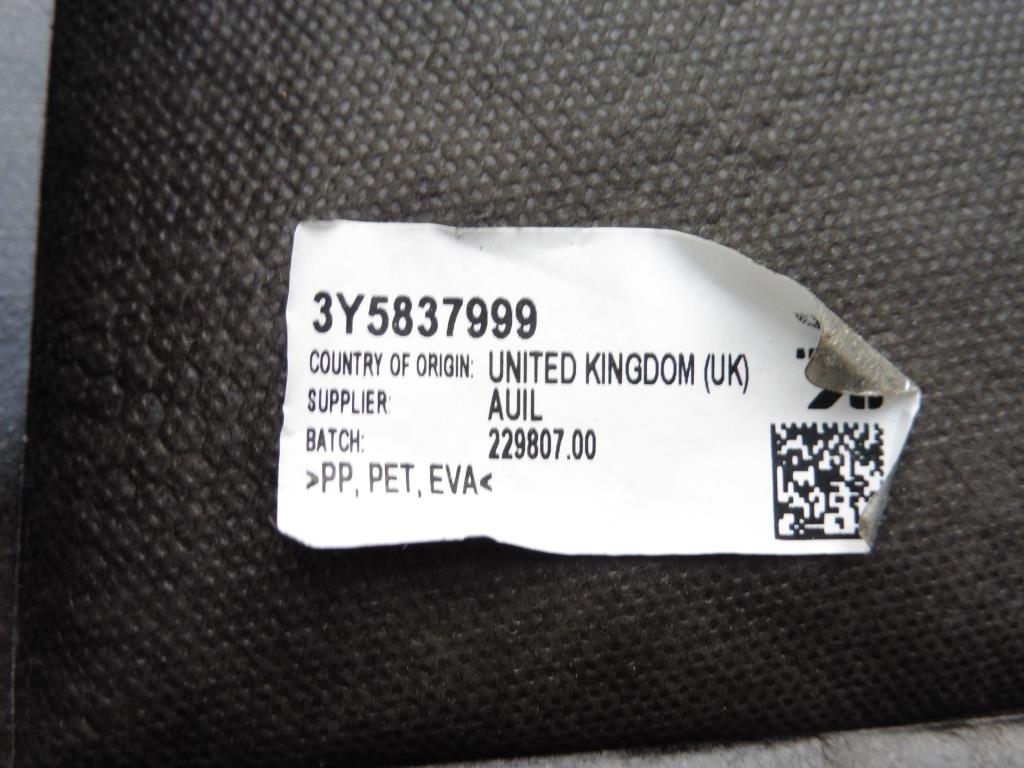 3Y5837999
COUNTRY OF ORIGIN: UNITED KINGDOM (UK)
SUPPLIER: AUIL
BATCH: 229807.00
>PP, PET, EVA<